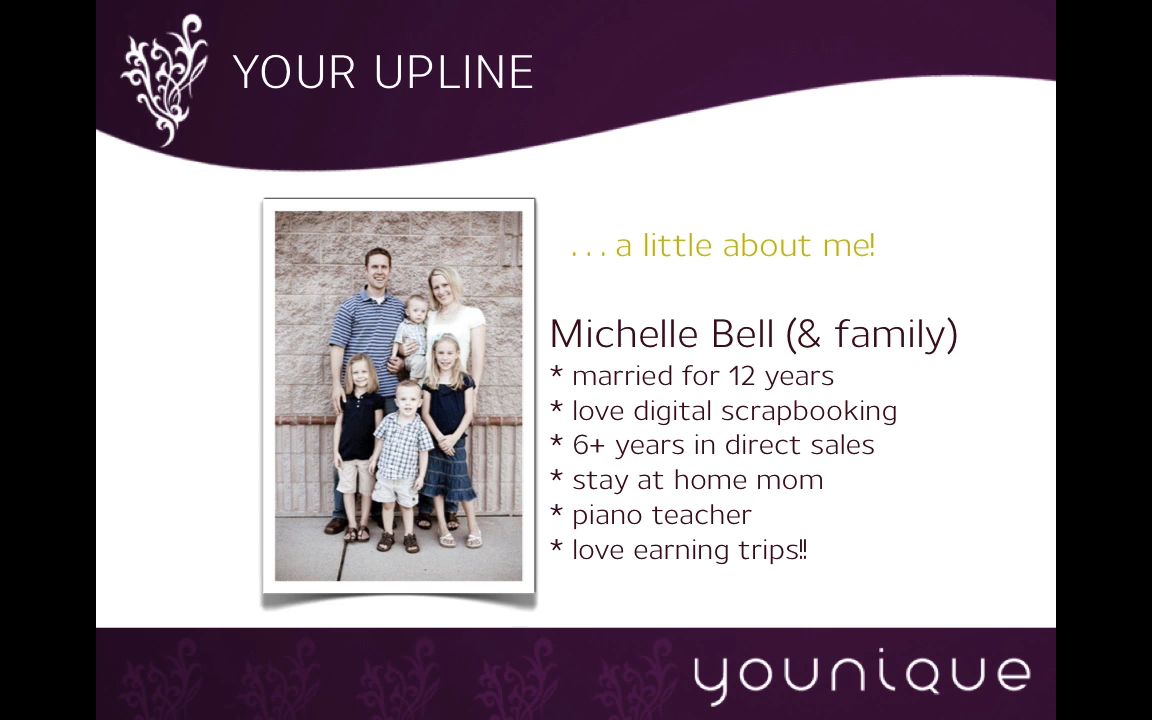 YOUR UPLINE
. . . a little about me!
Michelle Bell (& family)
* married for 12 years
* love digital scrapbooking
* 6+ years in direct sales
* stay at home mom
* piano teacher
* love earning trips!!
younique